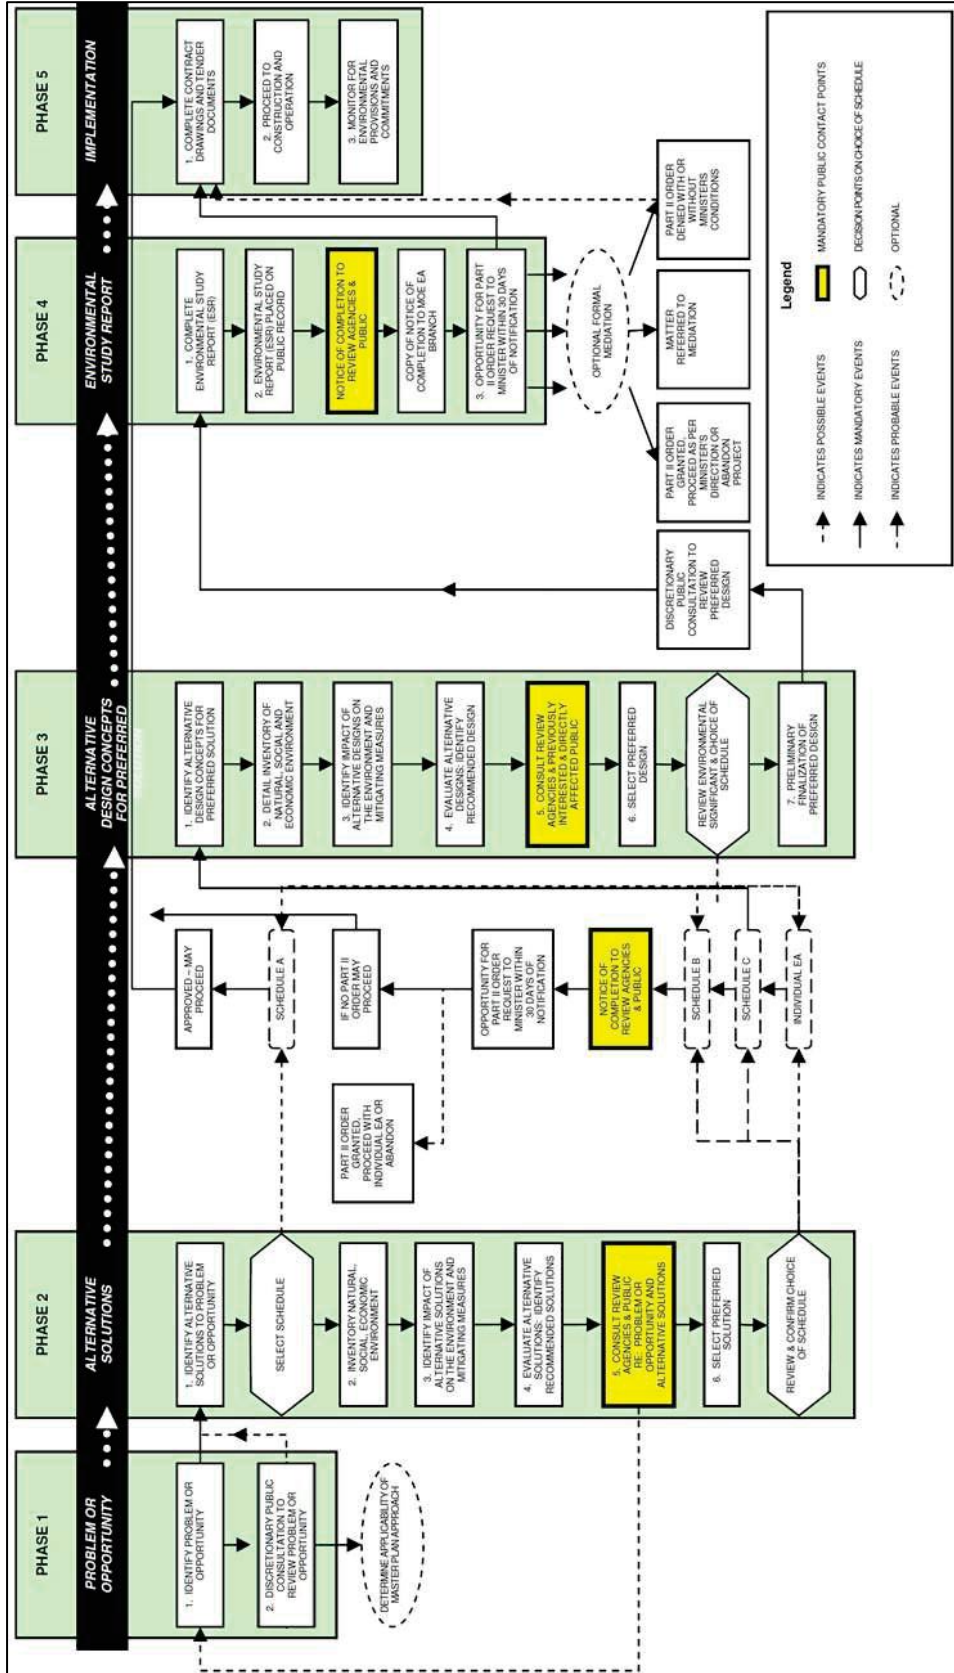 PHASE 1
PROBLEM OR
OPPORTUNITY
1. IDENTIFY PROBLEM OR
OPPORTUNITY
2. DISCRETIONARY PUBLIC
CONSULTATION TO
REVIEW PROBLEM OR
OPPORTUNITY
DETERMINE APPLICABILITY OF
MASTER PLAN APPROACH
PHASE 2
ALTERNATIVE
SOLUTIONS
1. IDENTIFY ALTERNATIVE
SOLUTIONS TO PROBLEM
OR OPPORTUNITY
SELECT SCHEDULE
2. INVENTORY NATURAL,
SOCIAL, ECONOMIC
ENVIRONMENT
3. IDENTIFY IMPACT OF
ALTERNATIVE SOLUTIONS
ON THE ENVIRONMENT AND
MITIGATING MEASURES
4. EVALUATE ALTERNATIVE
SOLUTIONS: IDENTIFY
RECOMMENDED SOLUTIONS
5. CONSULT REVIEW
AGENCIES & PUBLIC
RE: PROBLEM OR
OPPORTUNITY AND
ALTERNATIVE SOLUTIONS
6. SELECT PREFERRED
SOLUTION
REVIEW & CONFIRM CHOICE
OF SCHEDULE
APPROVED – MAY
PROCEED
SCHEDULE A
IF NO PART II
ORDER MAY
PROCEED
PART II ORDER
GRANTED,
PROCEED WITH
INDIVIDUAL EA OR
ABANDON
OPPORTUNITY FOR
PART II ORDER
REQUEST TO
MINISTER WITHIN
30 DAYS OF
NOTIFICATION
NOTICE OF
COMPLETION TO
REVIEW AGENCIES
& PUBLIC
SCHEDULE B
SCHEDULE C
INDIVIDUAL EA
PHASE 3
ALTERNATIVE
DESIGN CONCEPTS
FOR PREFERRED
1. IDENTIFY ALTERNATIVE
DESIGN CONCEPTS FOR
PREFERRED SOLUTION
2. DETAIL INVENTORY OF
NATURAL, SOCIAL AND
ECONOMIC ENVIRONMENT
3. IDENTIFY IMPACT OF
ALTERNATIVE DESIGNS ON
THE ENVIRONMENT AND
MITIGATING MEASURES
4. EVALUATE ALTERNATIVE
DESIGNS: IDENTIFY
RECOMMENDED DESIGN
5. CONSULT REVIEW
AGENCIES & PREVIOUSLY
INTERESTED & DIRECTLY
AFFECTED PUBLIC
6. SELECT PREFERRED
DESIGN
REVIEW ENVIRONMENTAL
SIGNIFICANT & CHOICE OF
SCHEDULE
7. PRELIMINARY
FINALIZATION OF
PREFERRED DESIGN
DISCRETIONARY
PUBLIC
CONSULTATION TO
REVIEW
PREFERRED
DESIGN
PHASE 4
ENVIRONMENTAL
STUDY REPORT
1. COMPLETE
ENVIRONMENTAL STUDY
REPORT (ESR)
2. ENVIRONMENTAL STUDY
REPORT (ESR) PLACED ON
PUBLIC RECORD
NOTICE OF COMPLETION TO
REVIEW AGENCIES &
PUBLIC
COPY OF NOTICE OF
COMPLETION TO MOE EA
BRANCH
3. OPPORTUNITY FOR PART
II ORDER REQUEST TO
MINISTER WITHIN 30 DAYS
OF NOTIFICATION
OPTIONAL FORMAL
MEDIATION
PART II ORDER
GRANTED,
PROCEED AS PER
MINISTER'S
DIRECTION OR
ABANDON
PROJECT
MATTER
REFERRED TO
MEDIATION
PART II ORDER
DENIED WITH OR
WITHOUT
MINISTERS
CONDITIONS
PHASE 5
IMPLEMENTATION
1. COMPLETE CONTRACT
DRAWINGS AND TENDER
DOCUMENTS
2. PROCEED TO
CONSTRUCTION AND
OPERATION
3. MONITOR FOR
ENVIRONMENTAL
PROVISIONS AND
COMMITMENTS
Legend
INDICATES POSSIBLE EVENTS
INDICATES MANDATORY EVENTS
INDICATES PROBABLE EVENTS
MANDATORY PUBLIC CONTACT POINTS
DECISION POINTS ON CHOICE OF SCHEDULE
OPTIONAL